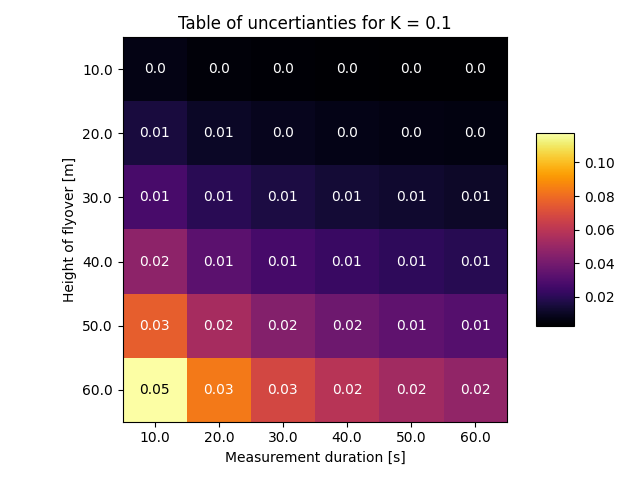 Table of uncertianties for K = 0.1
10.0 0.0 0.0 0.0 0.0 0.0 0.0
20.0 0.01 0.01 0.0 0.0 0.0 0.0
30.0 0.01 0.01 0.01 0.01 0.01 0.01
40.0 0.02 0.01 0.01 0.01 0.01 0.01
50.0 0.03 0.02 0.02 0.02 0.01 0.01
60.0 0.05 0.03 0.03 0.02 0.02 0.02
10.0 20.0 30.0 40.0 50.0 60.0
Measurement duration [s]
Height of flyover [m]
0.10
0.08
0.06
0.04
0.02